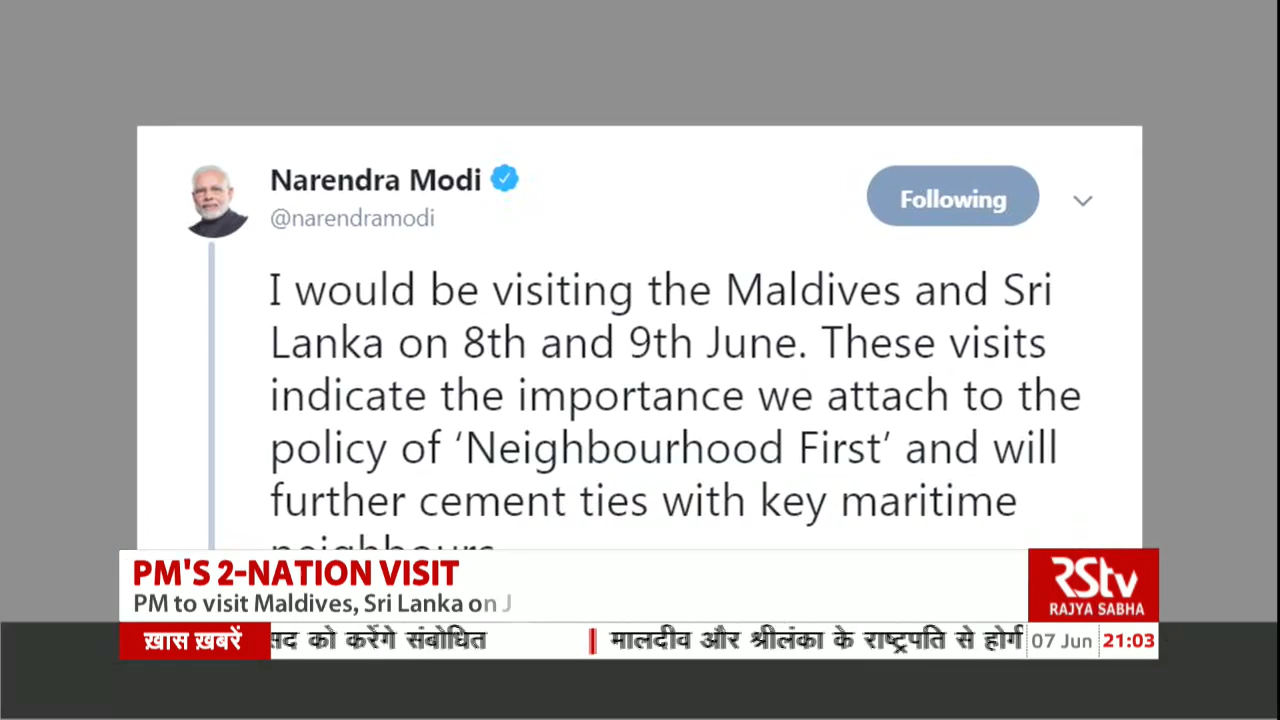 Narendra Modi
@narendramodi
Following
I would be visiting the Maldives and Sri
Lanka on 8th and 9th June. These visits
indicate the importance we attach to the
policy of ‘Neighbourhood First’ and will
further cement ties with key maritime
neighbours
PM'S 2-NATION VISIT
PM to visit Maldives, Sri Lanka on J
RSTV
RAJYA SABHA
ख़ास ख़बरें
को करेंगे संबोधित
मालदीव और श्रीलंका के राष्ट्रपति से
07 Jun
21:03